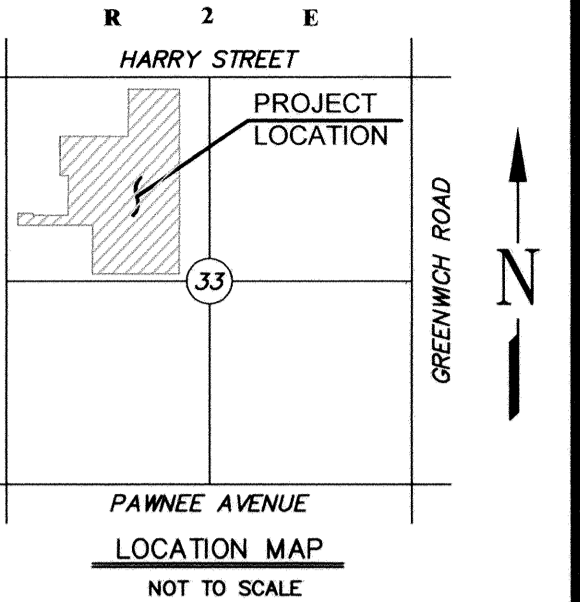 R 2 E
HARRY STREET
PROJECT
LOCATION
GREENWICH ROAD
N
33
PAWNEE AVENUE
LOCATION MAP
NOT TO SCALE